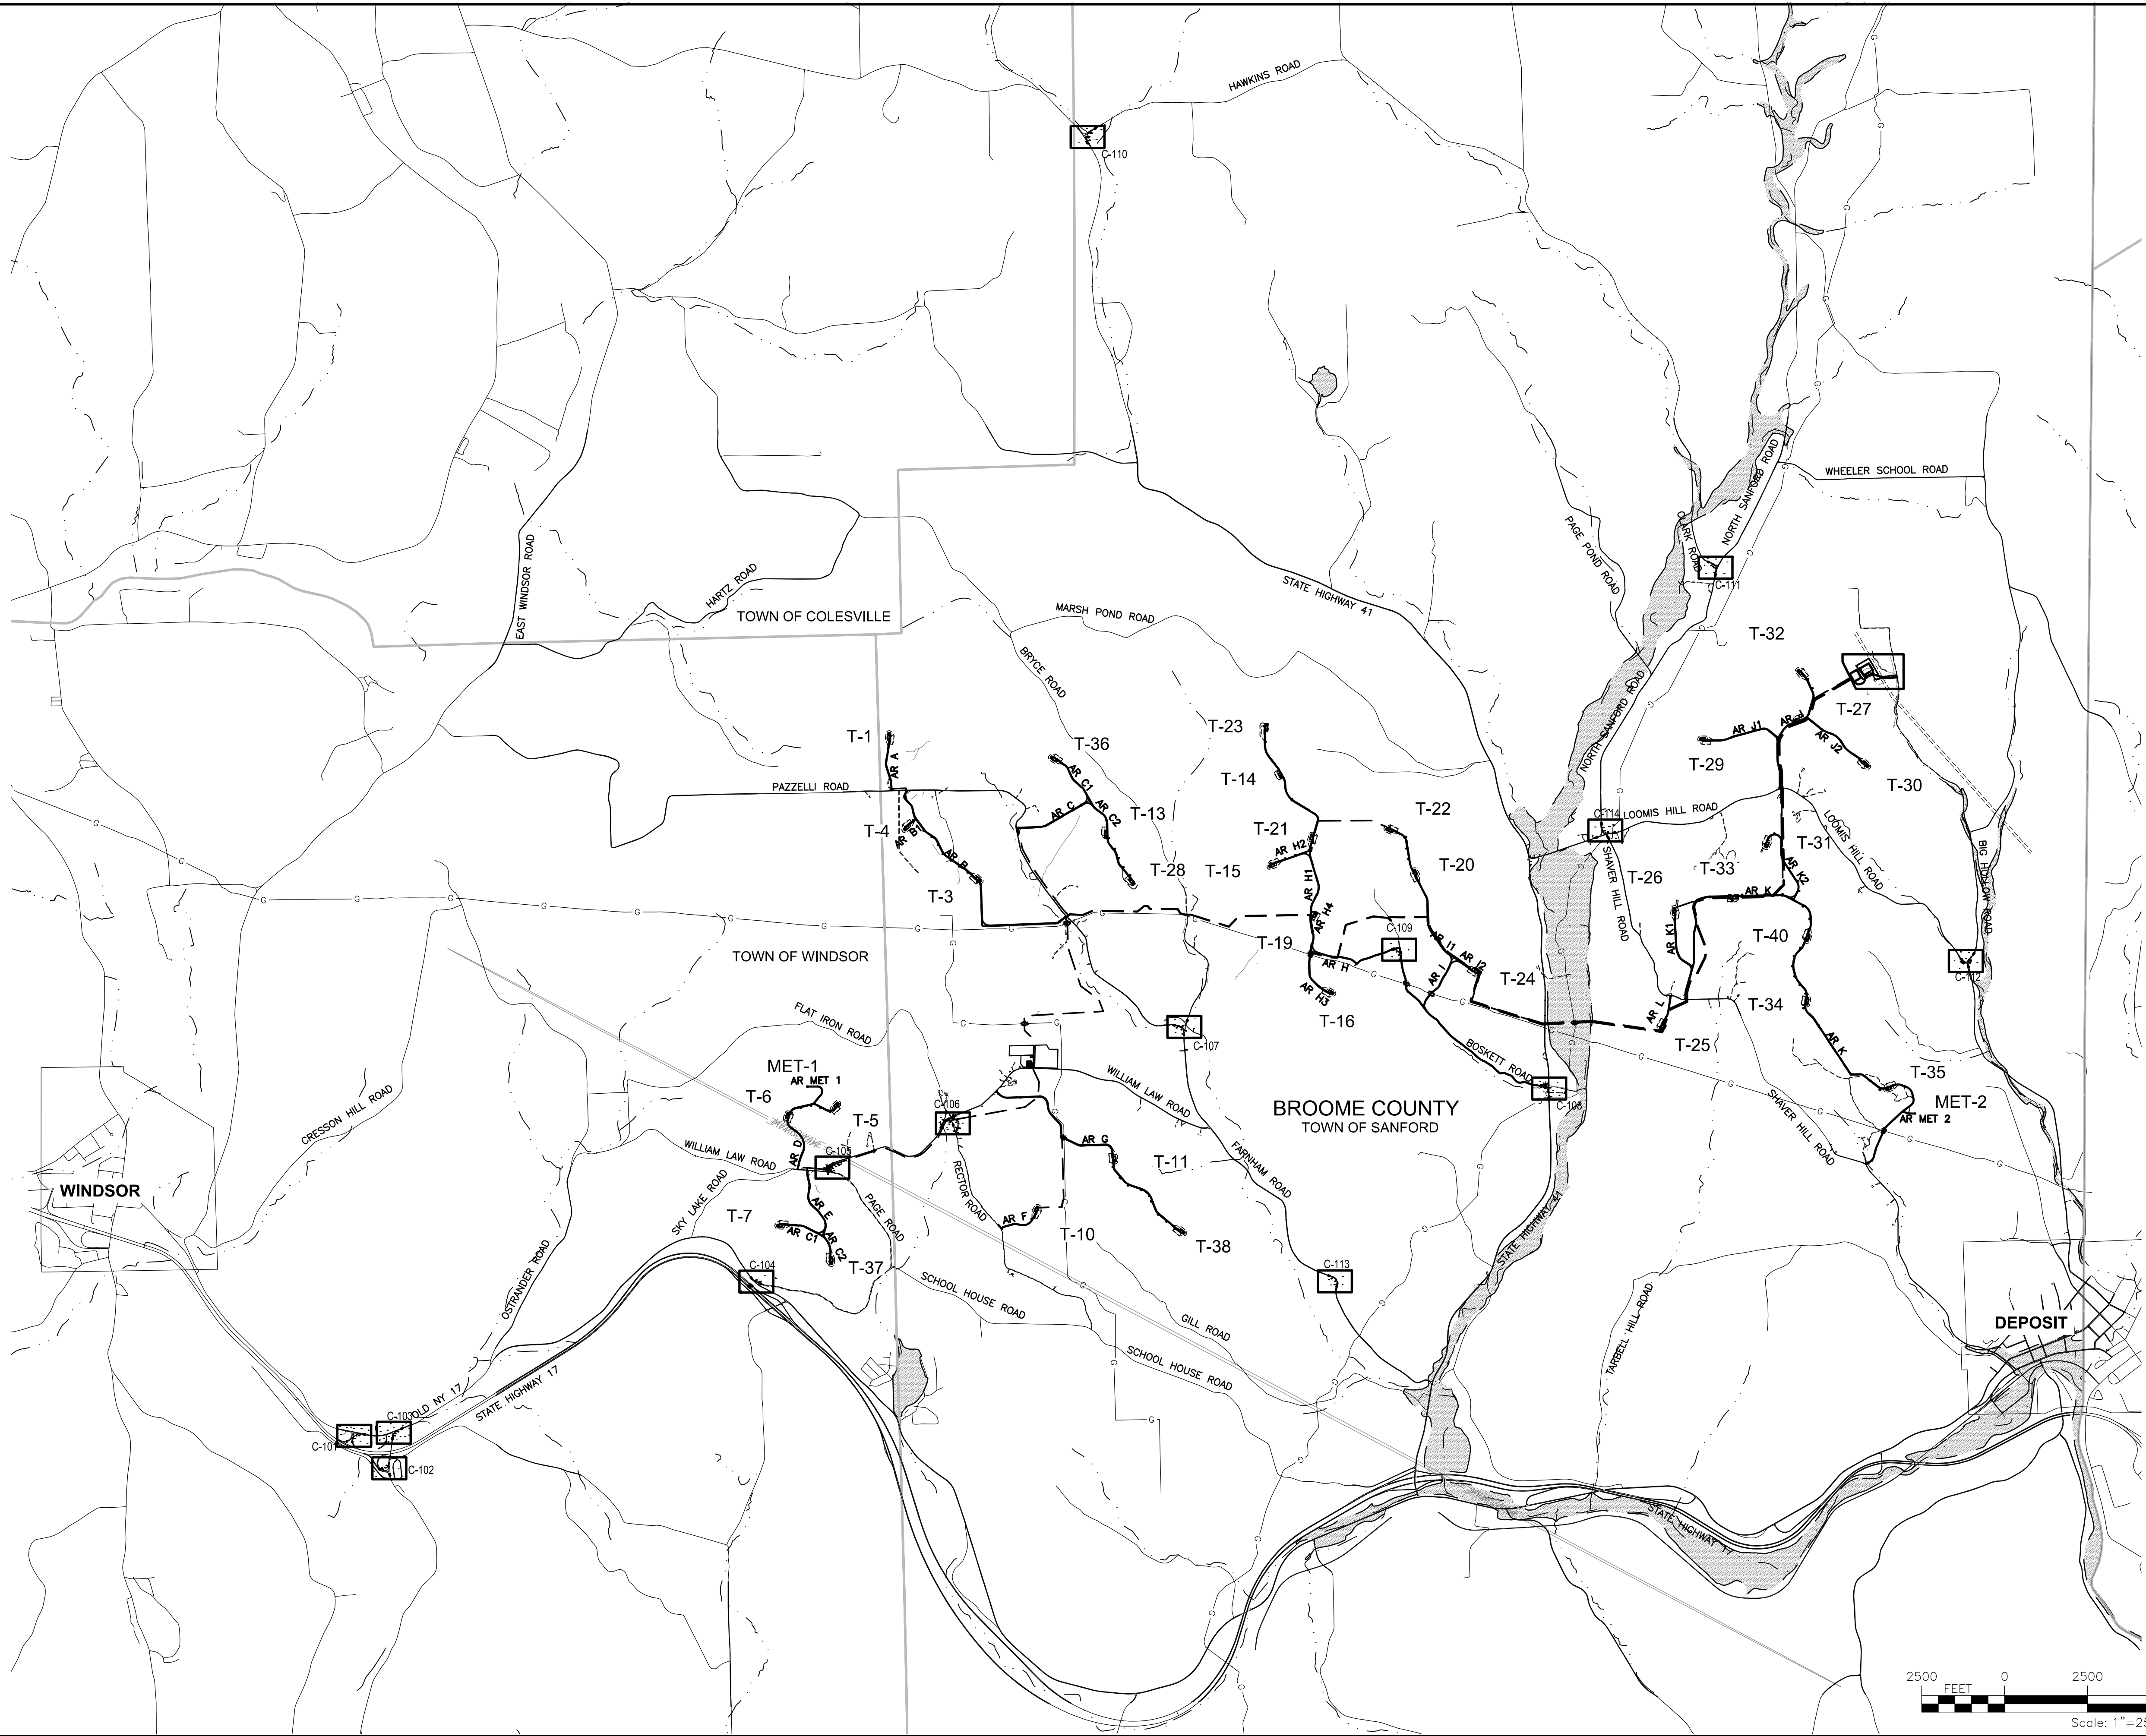 HAWKINS ROAD
C-110
WHEELER SCHOOL ROAD
NORTH SANFORD ROAD
CLARK ROAD
PAGE POND ROAD
C-111
EAST WINDSOR ROAD
HARTZ ROAD
TOWN OF COLESVILLE
STATE HIGHWAY 41
MARSH POND ROAD
BRYCE ROAD
T-32
T-27
T-1
AR A
T-36
T-23
NORTH SANFORD ROAD
AR J1
AR J
AR J2
T-29
T-30
PAZZELLI ROAD
AR C1
AR C
AR C2
T-14
T-13
T-22
LOOMIS HILL ROAD
C-114
T-4
AR B1
AR B
T-21
AR H2
T-31
LOOMIS HILL ROAD
T-3
T-28
T-15
AR H1
T-20
SHAVER HILL ROAD
T-26
T-33
AR K2
AR K
BIG HOLLOW ROAD
AR H4
AR K1
T-40
TOWN OF WINDSOR
T-19
C-109
AR H
AR I1
AR I
AR I2
T-24
C-112
AR H3
T-16
AR L
T-34
FLAT IRON ROAD
C-107
T-25
AR K
BOSKETT ROAD
MET-1
AR MET 1
T-6
WILLIAM LAW ROAD
C-106
C-108
T-35
MET-2
AR MET 2
SHAVER HILL ROAD
BROOME COUNTY
TOWN OF SANFORD
CRESSON HILL ROAD
T-5
AR D
WILLIAM LAW ROAD
C-105
AR G
T-11
FARNHAM ROAD
WINDSOR
SKY LAKE ROAD
PAGE ROAD
RECTOR ROAD
T-7
AR E
AR C1
AR C2
AR F
T-10
T-38
STATE HIGHWAY 41
T-37
C-104
C-113
OSTRANDER ROAD
SCHOOL HOUSE ROAD
GILL ROAD
SCHOOL HOUSE ROAD
TARBELL HILL ROAD
DEPOSIT
C-101
C-103
OLD NY 17
STATE HIGHWAY 17
C-102
STATE HIGHWAY 17
2500 0 2500
FEET
Scale: 1"=25